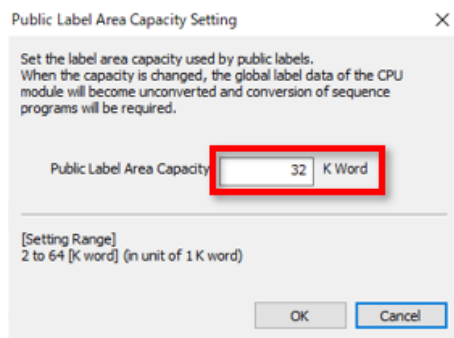 Public Label Area Capacity Setting
Set the label area capacity used by public labels.
When the capacity is changed, the global label data of the CPU
module will become unconverted and conversion of sequence
programs will be required.
Public Label Area Capacity 32 K Word
[Setting Range]
2 to 64 [K word] (in unit of 1 K word)
OK Cancel